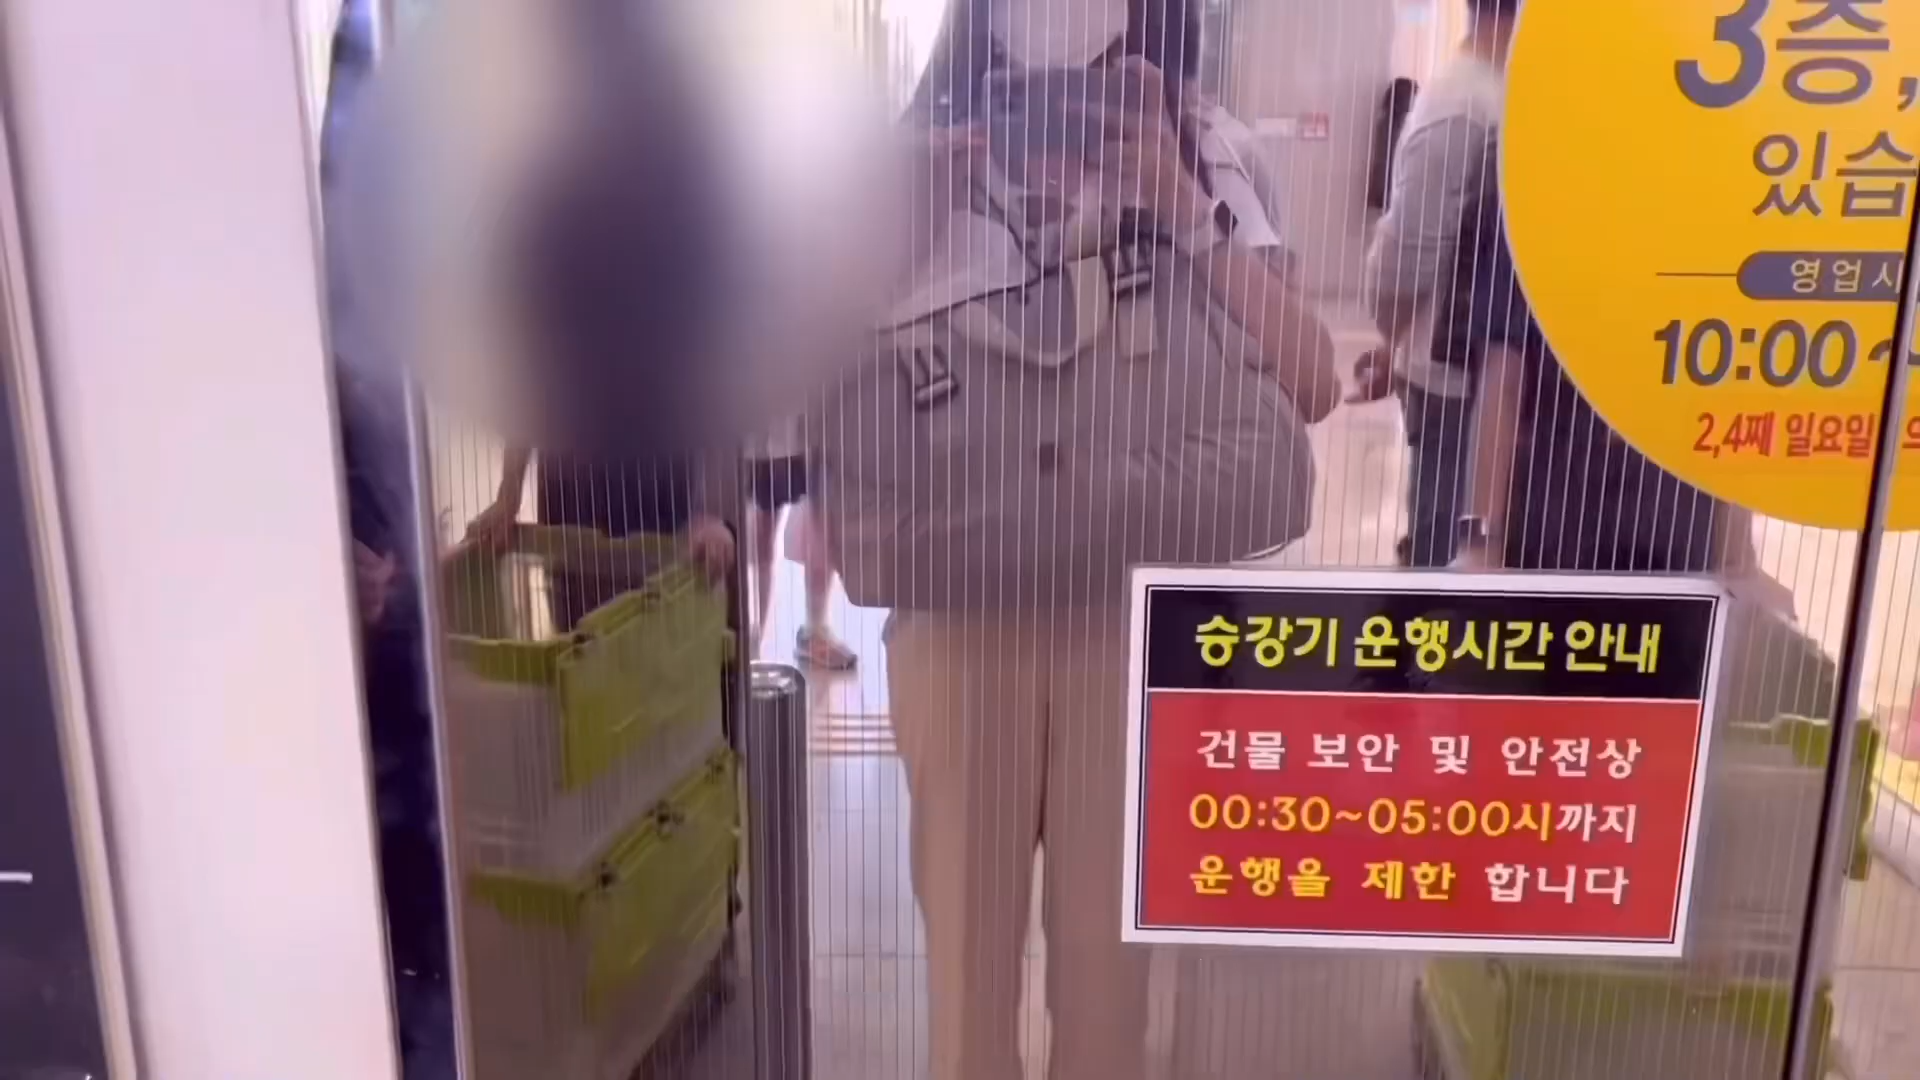 3층,
있습
영업시
10:00~
2,4째 일요일
승강기 운행시간 안내
건물 보안 및 안전상
00:30~05:00시까지
운행을 제한 합니다